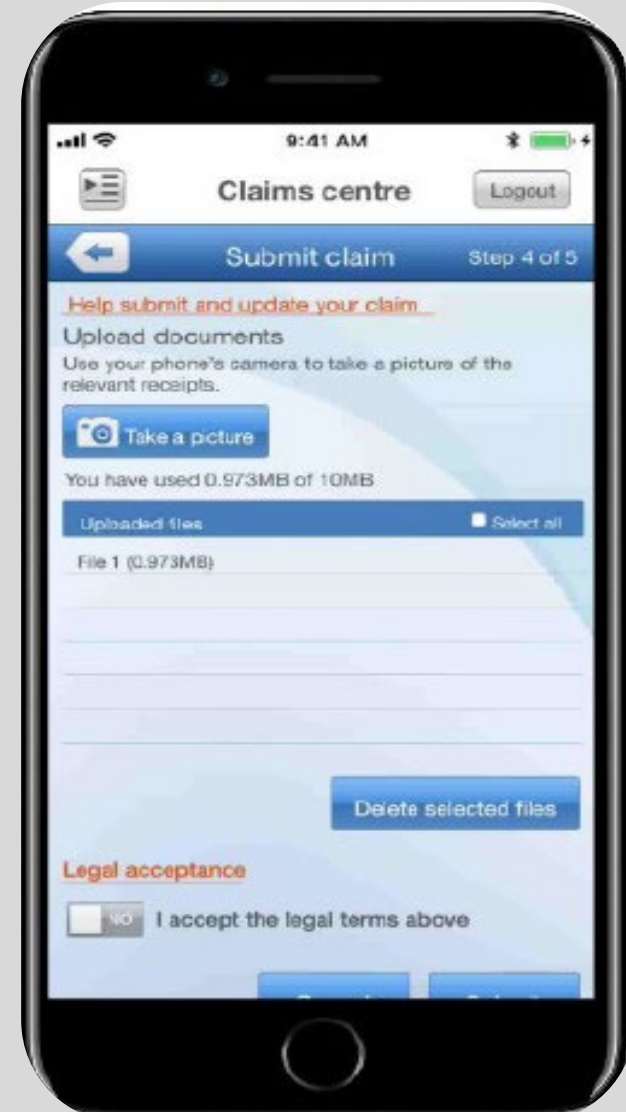 9:41 AM
Claims centre
Logout
Submit claim
Step 4 of 5
Help submit and update your claim
Upload documents
Use your phone's camera to take a picture of the
relevant receipts.
Take a picture
You have used 0.973MB of 10MB
Uploaded files
Select all
File 1 (0.973MB)
Delete selected files
Legal acceptance
NO
I accept the legal terms above